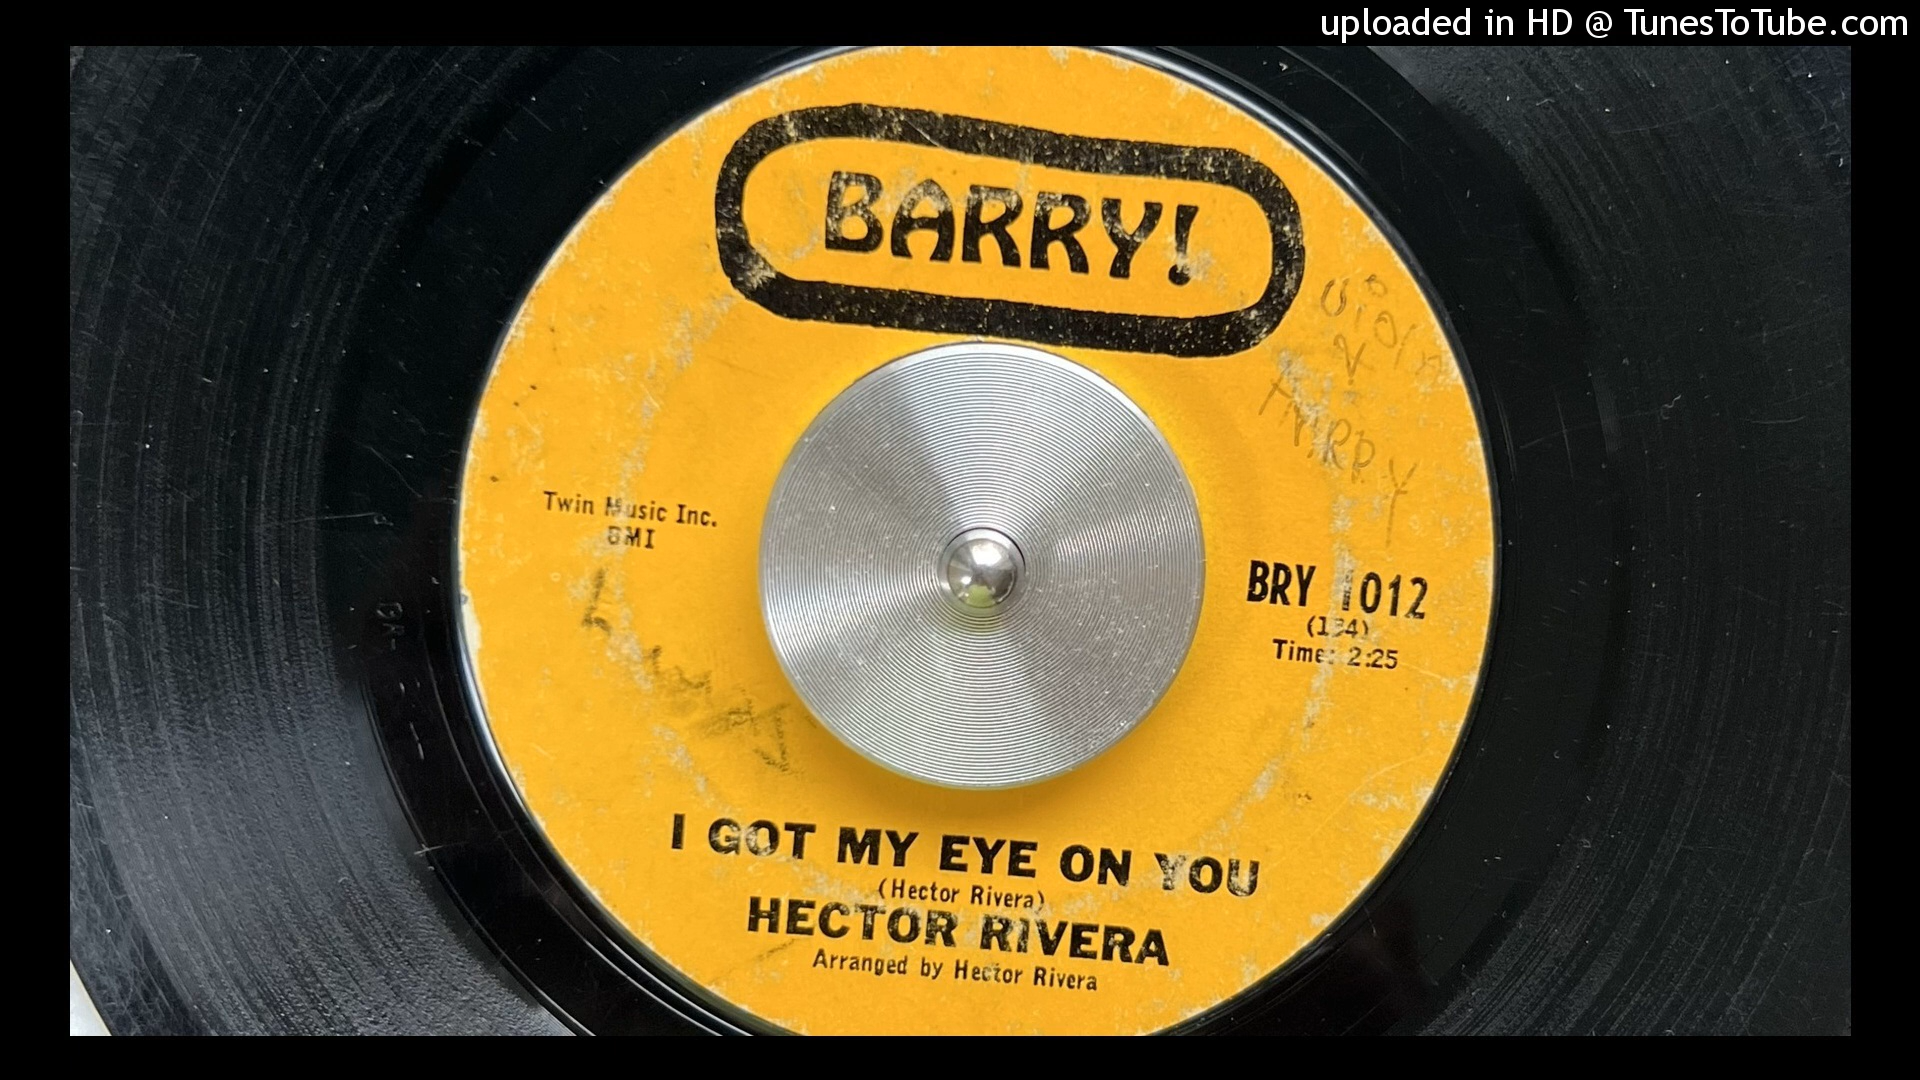 uploaded in HD @ TunesToTube.com
BARRY!
Twin Music Inc.
BMI
BRY 1012
Time: 2:25
I GOT MY EYE ON YOU
(Hector Rivera)
HECTOR RIVERA
Arranged by Hector Rivera